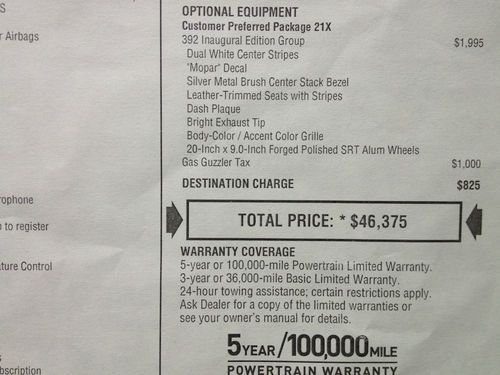 S
r Airbags
rophone
n to register
ture Control
s
bscription
OPTIONAL EQUIPMENT
Customer Preferred Package 21X
392 Inaugural Edition Group $1,995
Dual White Center Stripes
"Mopar" Decal
Silver Metal Brush Center Stack Bezel
Leather-Trimmed Seats with Stripes
Dash Plaque
Bright Exhaust Tip
Body-Color / Accent Color Grille
20-Inch x 9.0-Inch Forged Polished SRT Alum Wheels
Gas Guzzler Tax $1,000
DESTINATION CHARGE $825
TOTAL PRICE: * $46,375
WARRANTY COVERAGE
5-year or 100,000-mile Powertrain Limited Warranty.
3-year or 36,000-mile Basic Limited Warranty.
24-hour towing assistance; certain restrictions apply.
Ask Dealer for a copy of the limited warranties or
see your owner's manual for details.
5 YEAR/100,000 MILE
POWERTRAIN WARRANTY